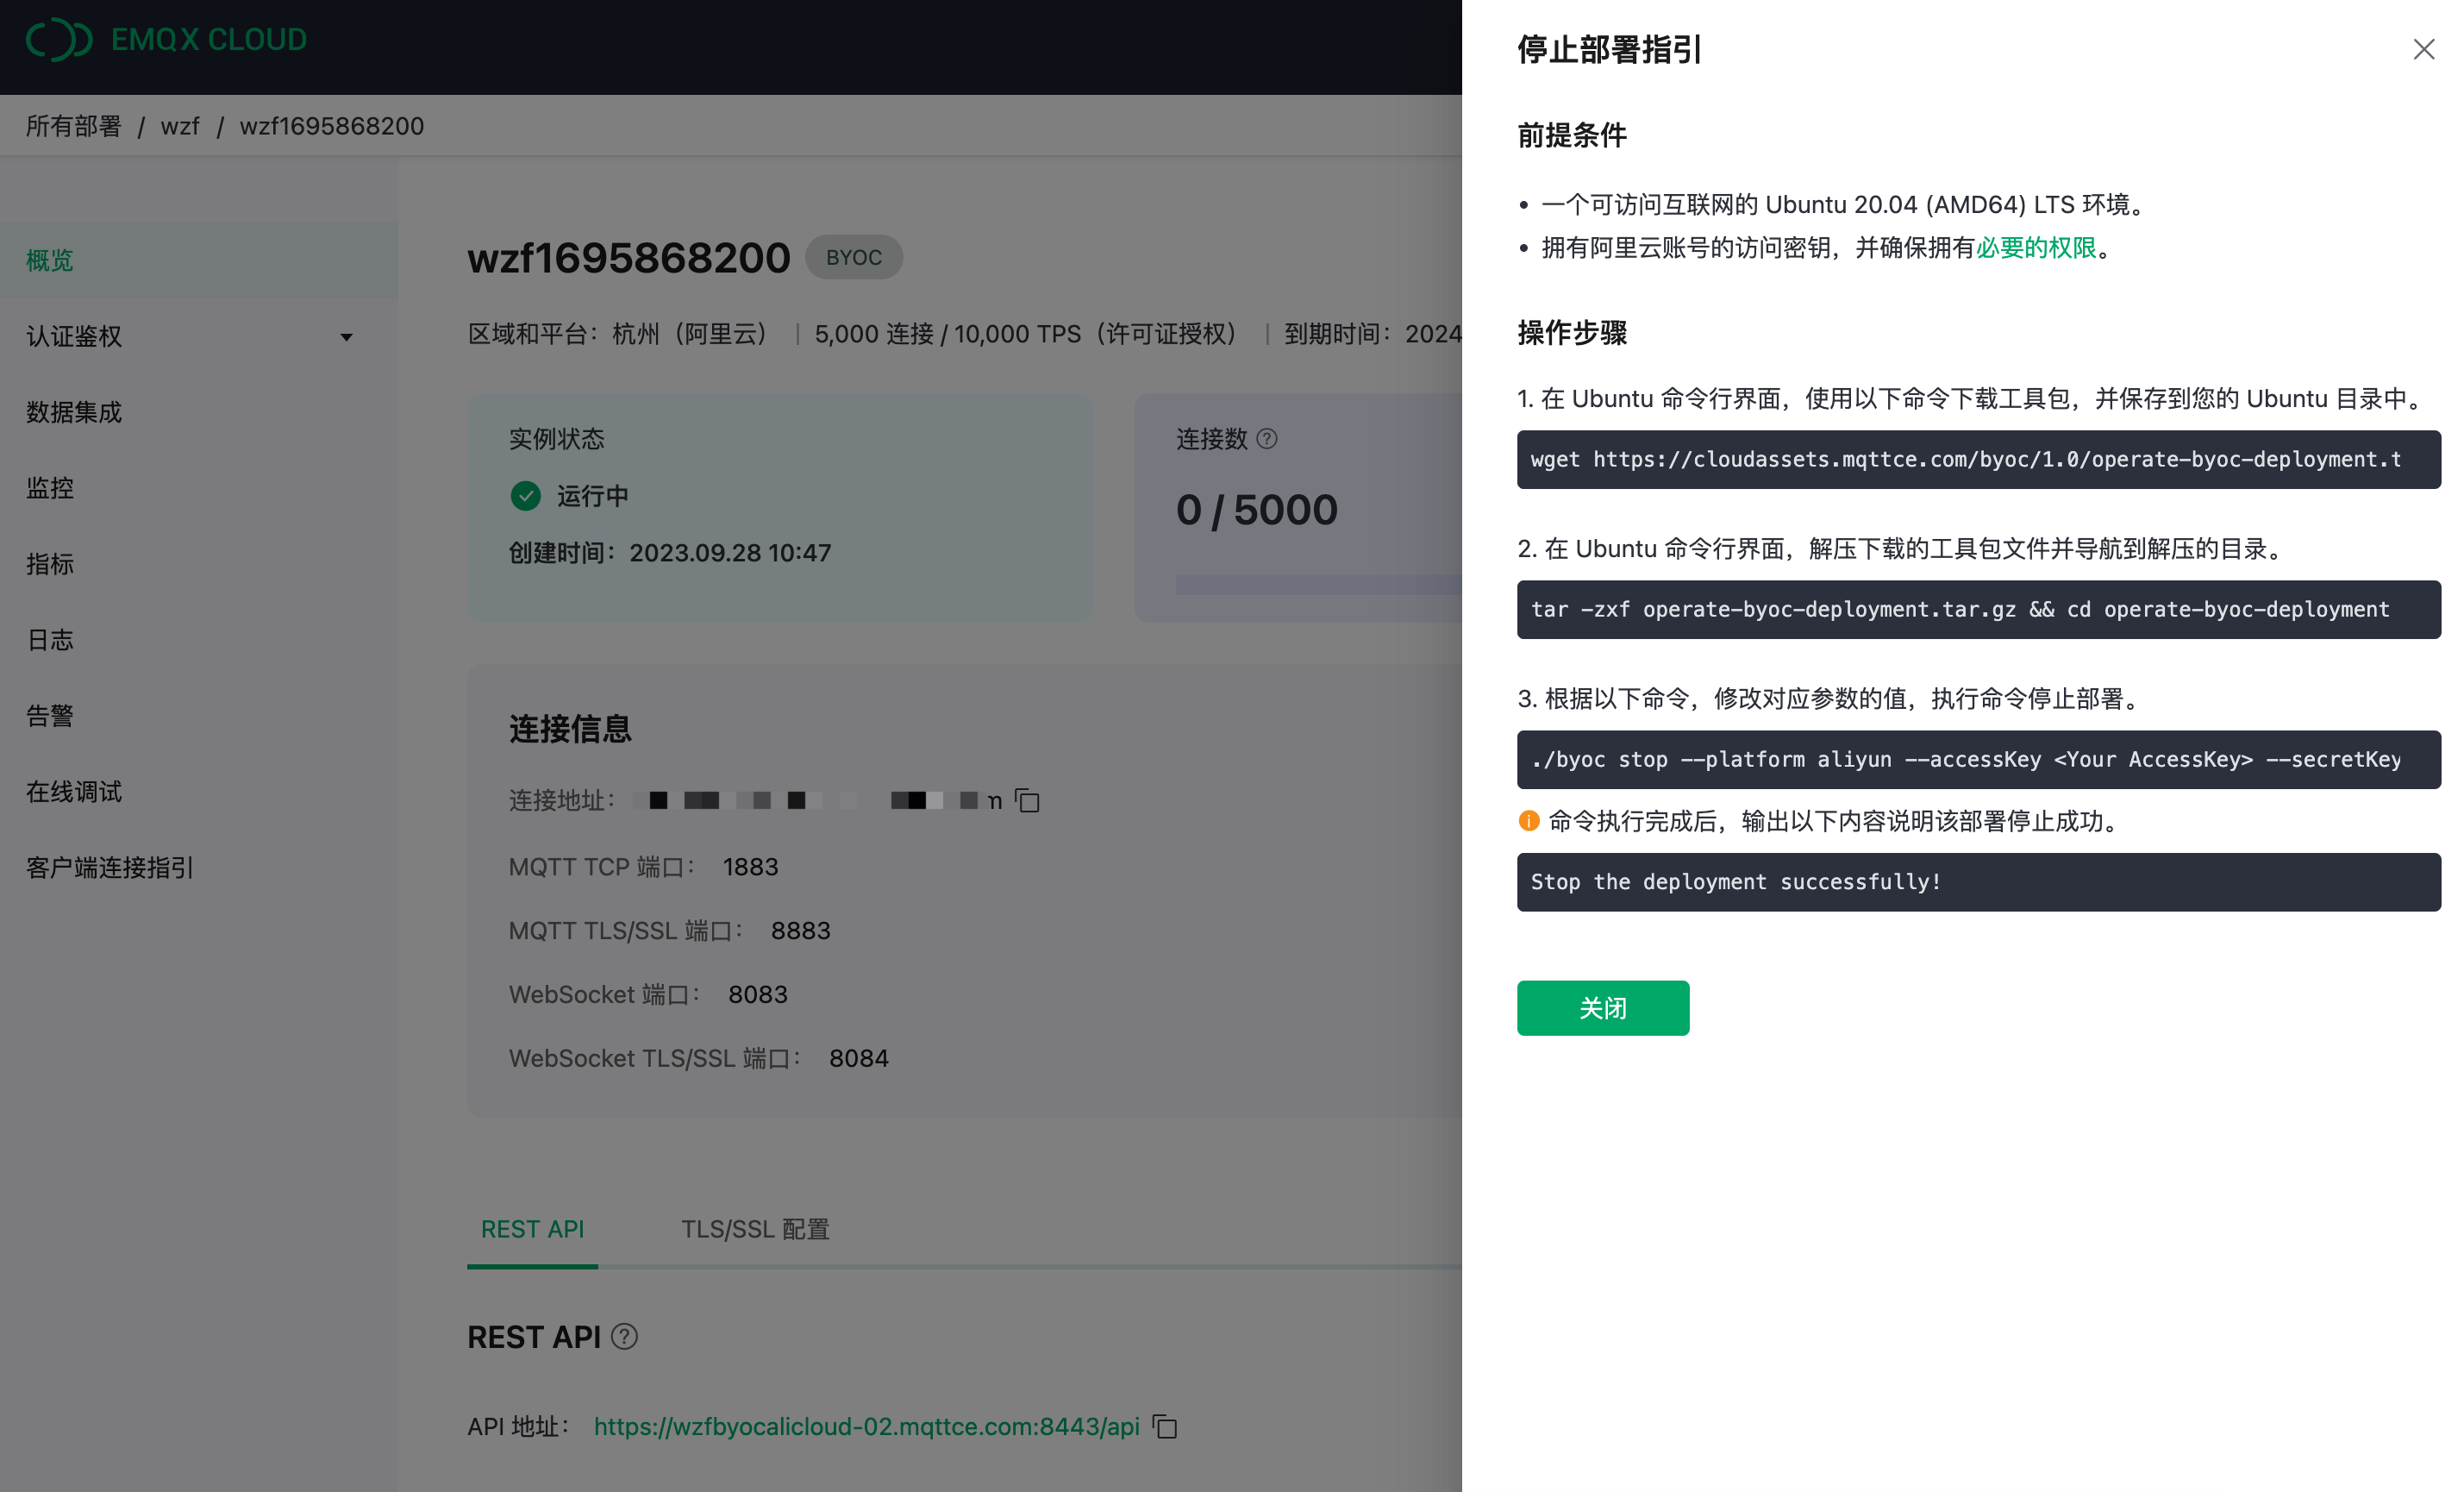 EMQX CLOUD
所有部署 / wzf / wzf1695868200
概览
认证鉴权
数据集成
监控
指标
日志
告警
在线调试
客户端连接指引
wzf1695868200 BYOC
区域和平台：杭州（阿里云） | 5,000 连接 / 10,000 TPS（许可证授权） | 到期时间：2024
实例状态
运行中
创建时间：2023.09.28 10:47
连接数
0 / 5000
连接信息
连接地址： m
MQTT TCP 端口： 1883
MQTT TLS/SSL 端口： 8883
WebSocket 端口： 8083
WebSocket TLS/SSL 端口： 8084
REST API TLS/SSL 配置
REST API
API 地址： https://wzfbyocalicloud-02.mqttce.com:8443/api
停止部署指引
前提条件
• 一个可访问互联网的 Ubuntu 20.04 (AMD64) LTS 环境。
• 拥有阿里云账号的访问密钥，并确保拥有必要的权限。
操作步骤
1. 在 Ubuntu 命令行界面，使用以下命令下载工具包，并保存到您的 Ubuntu 目录中。
wget https://cloudassets.mqttce.com/byoc/1.0/operate-byoc-deployment.t
2. 在 Ubuntu 命令行界面，解压下载的工具包文件并导航到解压的目录。
tar -zxf operate-byoc-deployment.tar.gz && cd operate-byoc-deployment
3. 根据以下命令，修改对应参数的值，执行命令停止部署。
./byoc stop --platform aliyun --accessKey <Your AccessKey> --secretKey
命令执行完成后，输出以下内容说明该部署停止成功。
Stop the deployment successfully!
关闭